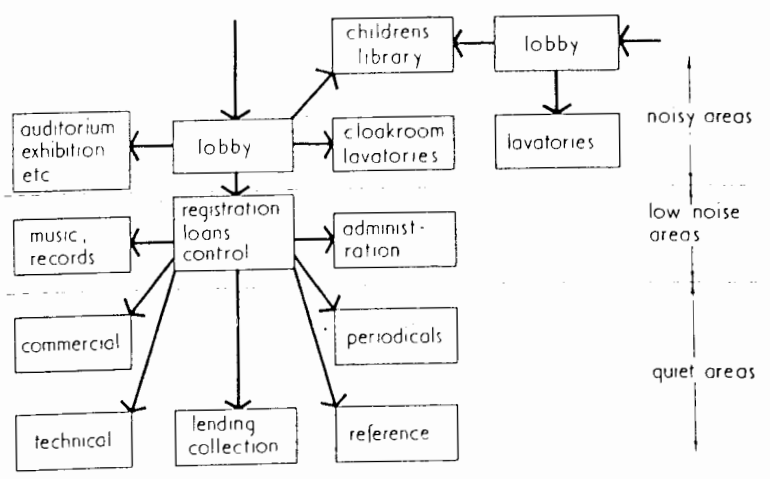 childrens
library
lobby
auditorium
exhibition
etc
lobby
cloakroom
lavatories
lavatories
noisy areas
registration
loans
control
music,
records
administ-
ration
low noise
areas
commercial
periodicals
quiet areas
technical
lending
collection
reference